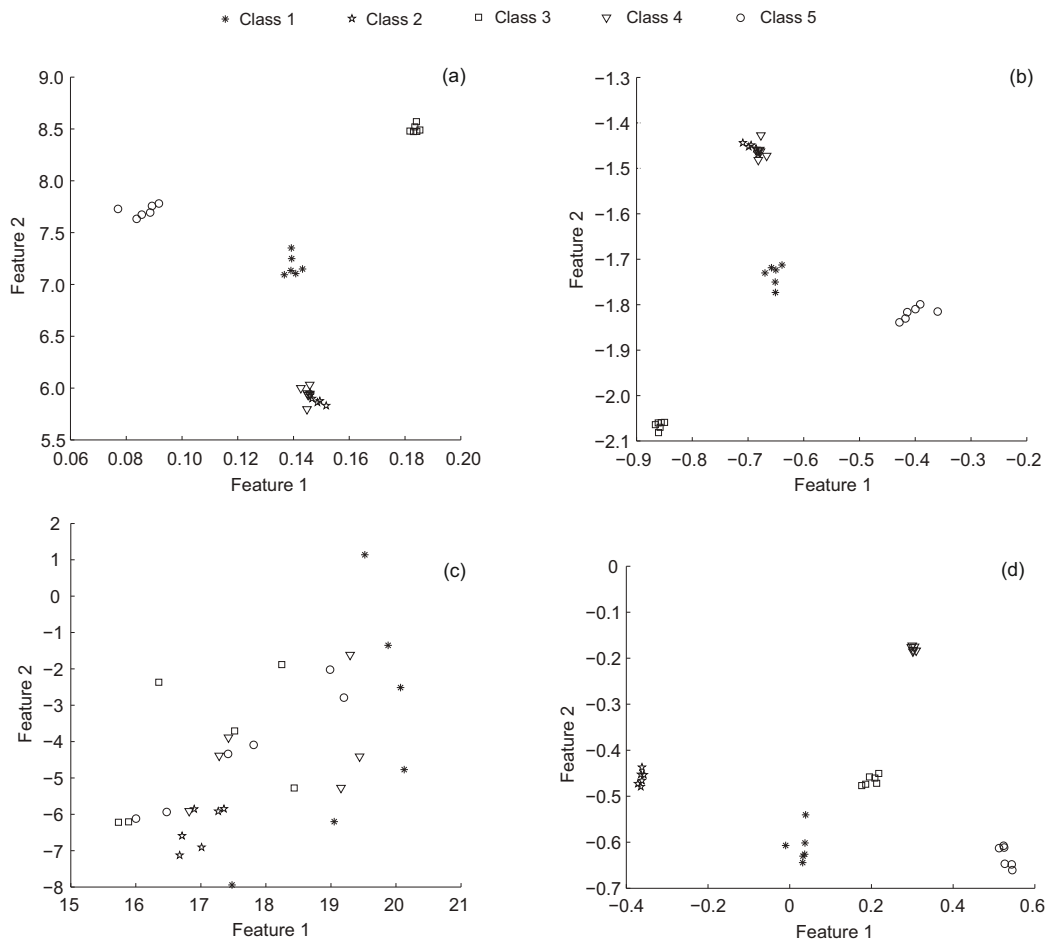 Class 1 Class 2 Class 3 Class 4 Class 5
(a)
9.0
8.5
8.0
7.5
7.0
6.5
6.0
5.5
Feature 2
0.06 0.08 0.10 0.12 0.14 0.16 0.18 0.20
Feature 1
(b)
−1.3
−1.4
−1.5
−1.6
−1.7
−1.8
−1.9
−2.0
−2.1
Feature 2
−0.9 −0.8 −0.7 −0.6 −0.5 −0.4 −0.3 −0.2
Feature 1
(c)
2
1
0
−1
−2
−3
−4
−5
−6
−7
−8
Feature 2
15 16 17 18 19 20 21
Feature 1
(d)
0
−0.1
−0.2
−0.3
−0.4
−0.5
−0.6
−0.7
Feature 2
−0.4 −0.2 0 0.2 0.4 0.6
Feature 1